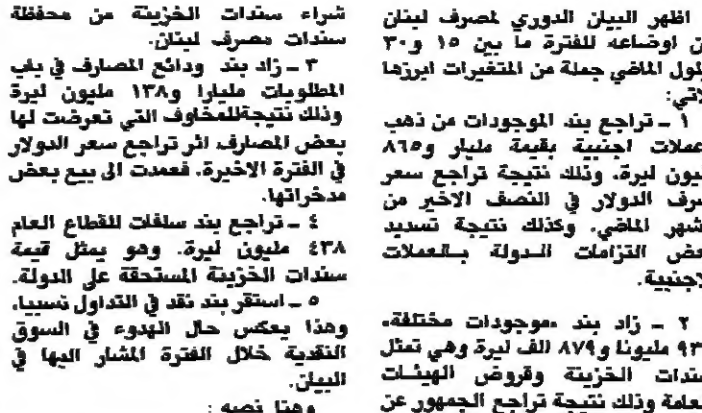 اظهر البيان الدوري لمصرف لبنان
اوضاعه للفترة ما بين ١٥ و٣٠
لول الماضي جملة من المتغيرات ابرزها
لآتي:
١ ـ تراجع بند الموجودات من ذهب
عملات اجنبية بقيمة مليار و٨٦٥
ليون ليرة. وذلك نتيجة تراجع سعر
رف الدولار في النصف الاخير من
شهر الماضي. وكذلك نتيجة تسديد
عض التزامات الدولة بالعملات
لاجنبية.
٢ ـ زاد بند «موجودات مختلفة»
٩٣ مليونا و٨٧٩ الف ليرة وهي تمثل
سندات الخزينة وقروض الهيئات
لعامة وذلك نتيجة تراجع الجمهور عن
شراء سندات الخزينة من محفظة
سندات مصرف لبنان.
٣ ـ زاد بند ودائع المصارف في باب
المطلوبات مليارا و١٣٨ مليون ليرة
وذلك نتيجةللمخاوف التي تعرضت لها
بعض المصارف اثر تراجع سعر الدولار
في الفترة الاخيرة. فعمدت الى بيع بعض
مدخراتها.
٤ ـ تراجع بند سلفات للقطاع العام
٤٣٨ مليون ليرة. وهو يمثل قيمة
سندات الخزينة المستحقة على الدولة.
٥ ـ استقر بند نقد في التداول نسبيا.
وهذا يعكس حال الهدوء في السوق
النقدية خلال الفترة المشار اليها في
البيان.
وهنا نصه :